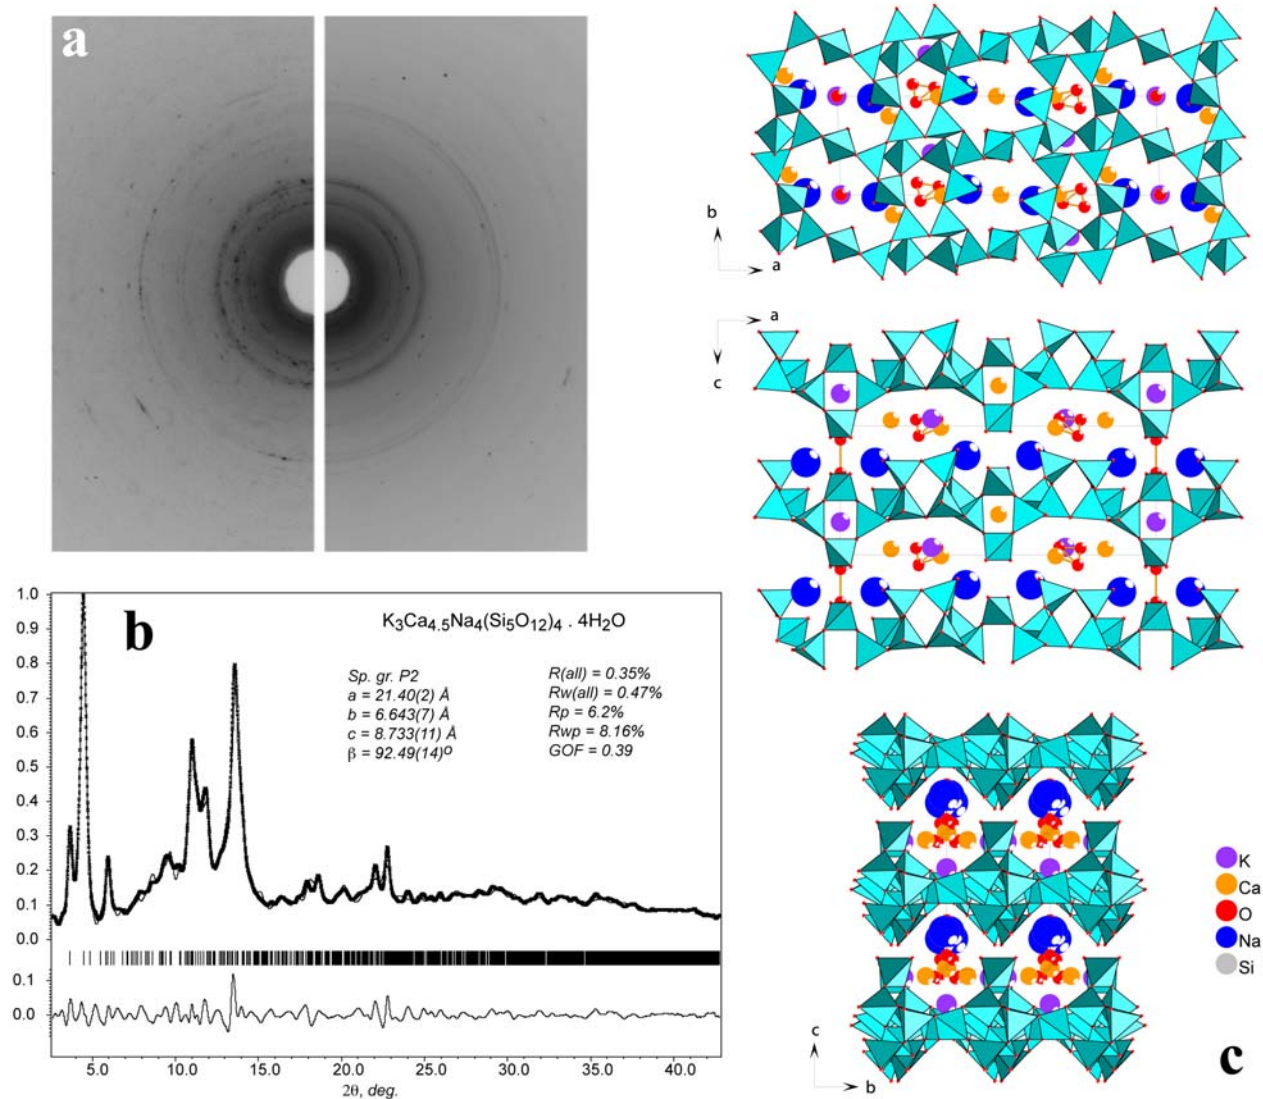 a
b
K3Ca4.5Na4(Si5O12)4 . 4H2O
Sp. gr. P2
a = 21.40(2) Å
b = 6.643(7) Å
c = 8.733(11) Å
β = 92.49(14)º
R(all) = 0.35%
Rw(all) = 0.47%
Rp = 6.2%
Rwp = 8.16%
GOF = 0.39
1.0
0.9
0.8
0.7
0.6
0.5
0.4
0.3
0.2
0.1
0.0
0.1
0.0
5.0 10.0 15.0 20.0 25.0 30.0 35.0 40.0
2θ, deg.
b
a
a
c
c
b
K
Ca
O
Na
Si
c